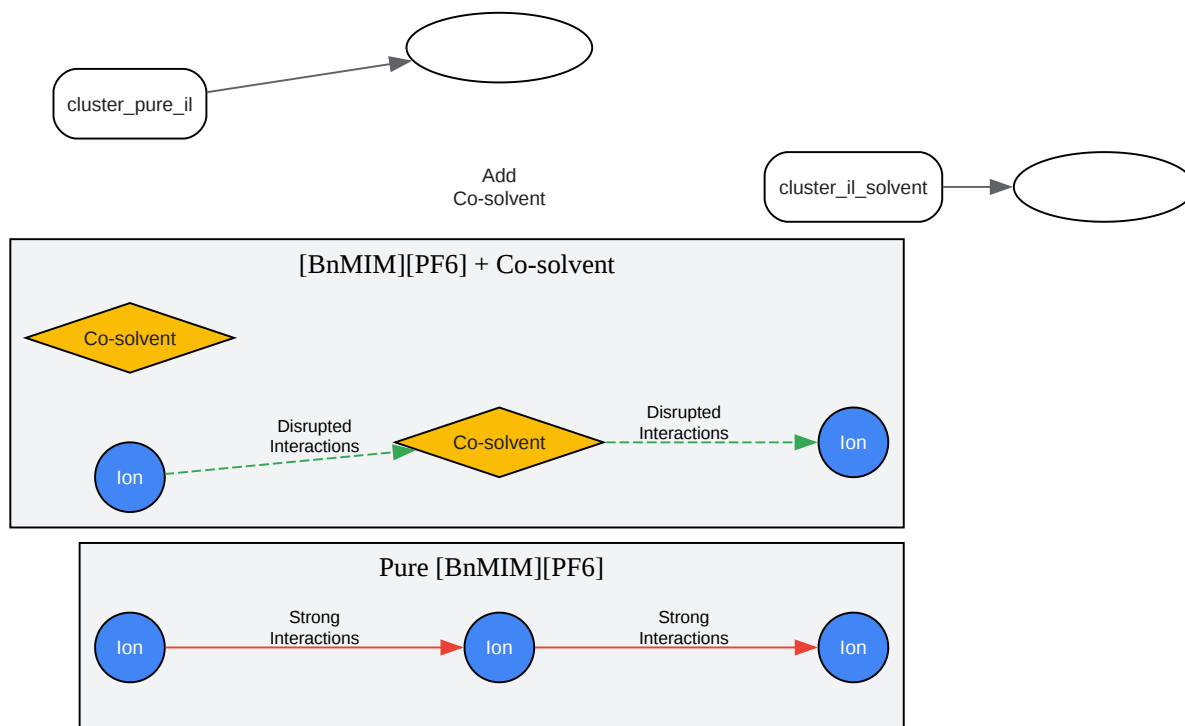 cluster_pure_il
Add
Co-solvent
cluster_il_solvent
[BnMIM][PF6] + Co-solvent
Co-solvent
Disrupted
Interactions
Disrupted
Interactions
Ion
Co-solvent
Ion
Pure [BnMIM][PF6]
Strong
Interactions
Strong
Interactions
Ion
Ion
Ion